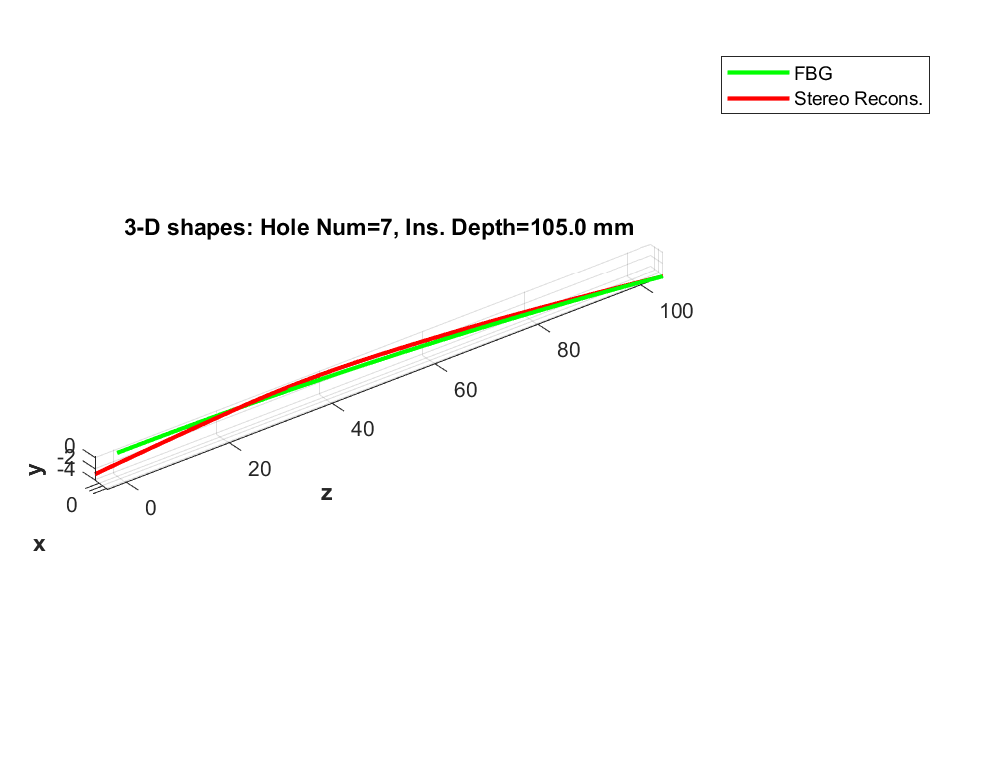 FBG
Stereo Recons.
3-D shapes: Hole Num=7, Ins. Depth=105.0 mm
100
80
60
40
20
0
z
0
-2
-4
y
0
x